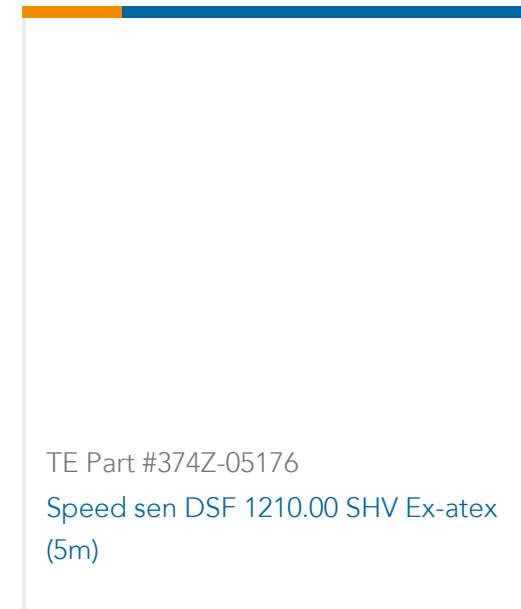 TE Part #374Z-05176
Speed sen DSF 1210.00 SHV Ex-atex
(5m)